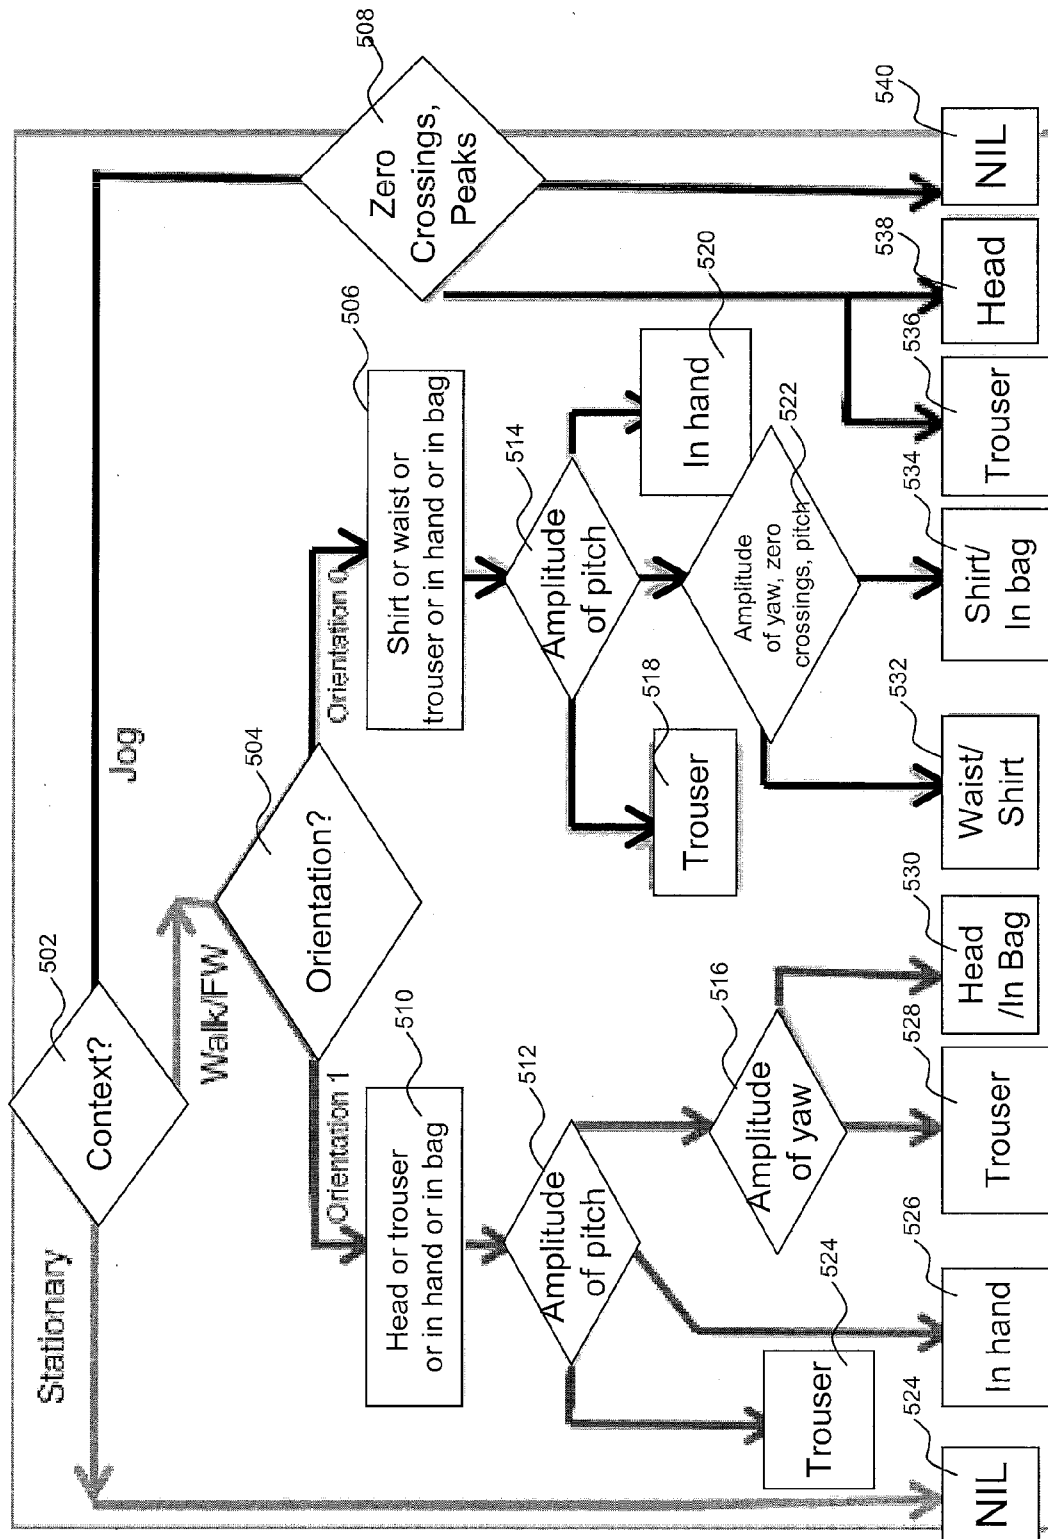 502
Context?
Stationary
Walk/FW
Jog
504
Orientation?
Orientation 1
Orientation 0
508
Zero
Crossings,
Peaks
510
Head or trouser
or in hand or in bag
506
Shirt or waist or
trouser or in hand or in bag
512
Amplitude
of pitch
514
Amplitude
of pitch
516
Amplitude
of yaw
518
Trouser
520
In hand
522
Amplitude
of yaw, zero
crossings, pitch
524
Trouser
524
NIL
526
In hand
528
Trouser
530
Head
/In Bag
532
Waist/
Shirt
534
Shirt/
In bag
536
Trouser
538
Head
540
NIL